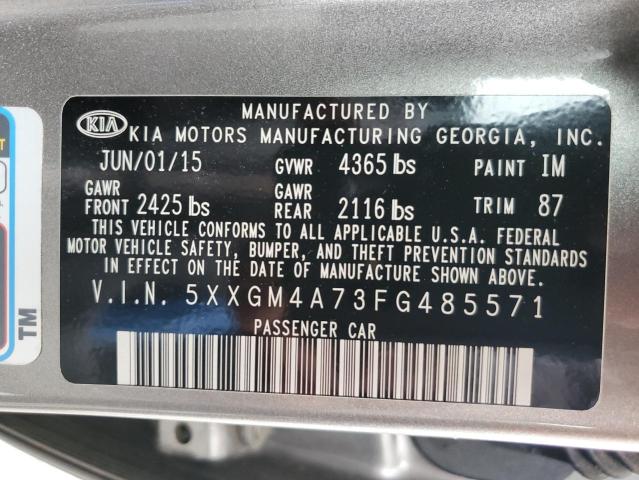 MANUFACTURED BY
KIA KIA MOTORS MANUFACTURING GEORGIA, INC.
JUN/01/15 GVWR 4365 lbs PAINT IM
GAWR GAWR
FRONT 2425 lbs REAR 2116 lbs TRIM 87
THIS VEHICLE CONFORMS TO ALL APPLICABLE U.S.A. FEDERAL
MOTOR VEHICLE SAFETY, BUMPER, AND THEFT PREVENTION STANDARDS
IN EFFECT ON THE DATE OF MANUFACTURE SHOWN ABOVE.
V.I.N. 5XXGM4A73FG485571
PASSENGER CAR
TM